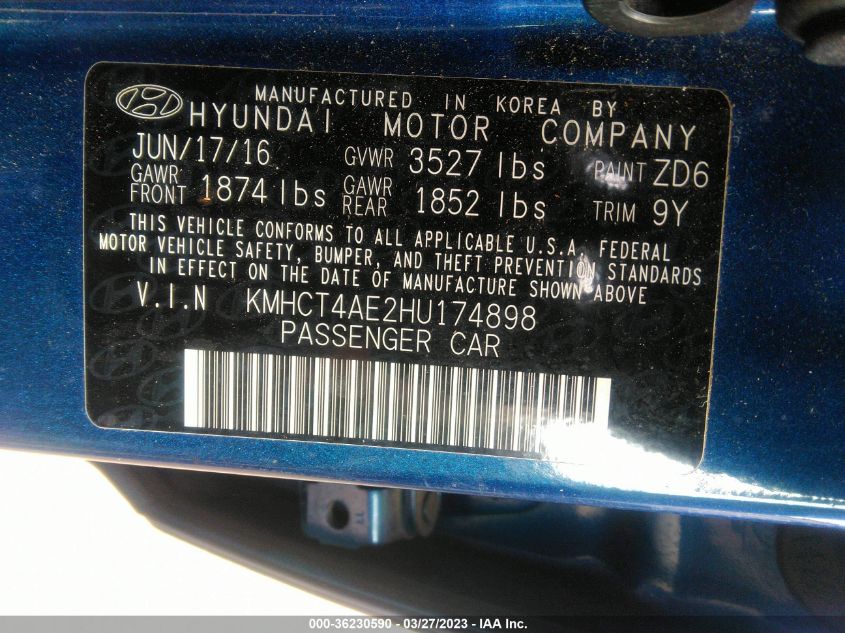 MANUFACTURED IN KOREA BY
HYUNDAI MOTOR COMPANY
JUN/17/16 GVWR 3527 lbs PAINT ZD6
GAWR FRONT 1874 lbs GAWR REAR 1852 lbs TRIM 9Y
THIS VEHICLE CONFORMS TO ALL APPLICABLE U.S.A. FEDERAL
MOTOR VEHICLE SAFETY, BUMPER, AND THEFT PREVENTION STANDARDS
IN EFFECT ON THE DATE OF MANUFACTURE SHOWN ABOVE
V.I.N KMHCT4AE2HU174898
PASSENGER CAR
000-36230590 - 03/27/2023 - IAAI.COM